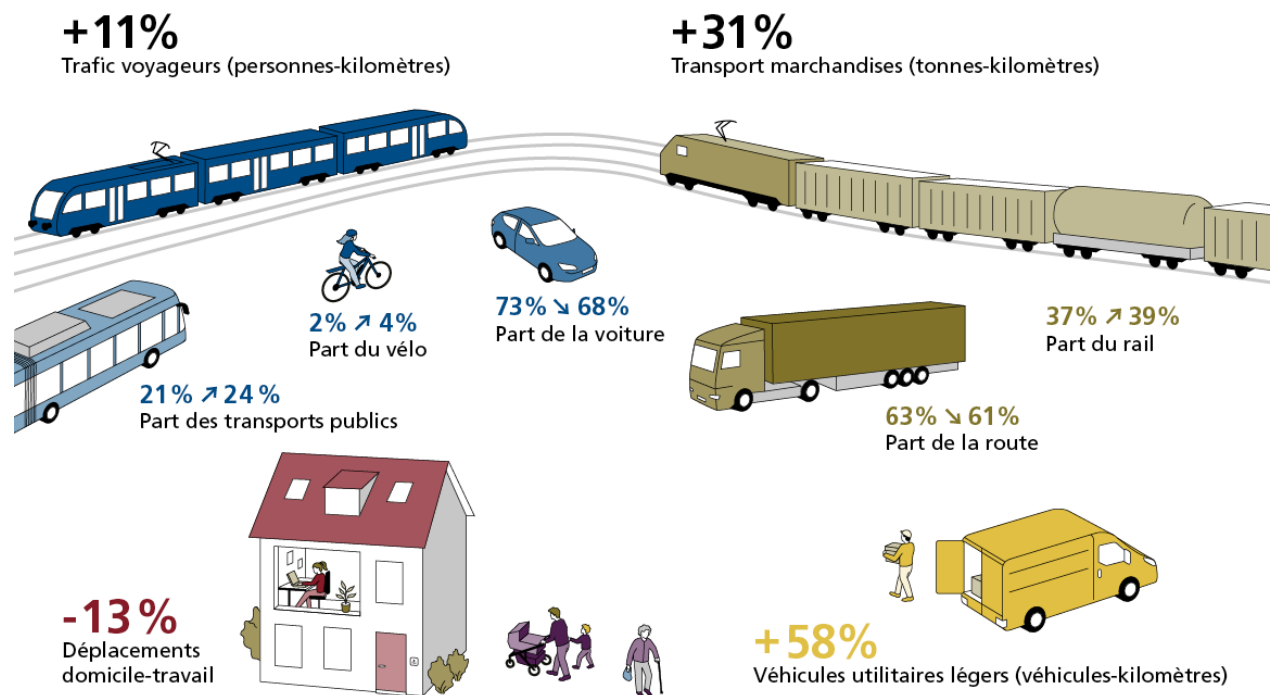 +11%
Trafic voyageurs (personnes-kilomètres)
+31%
Transport marchandises (tonnes-kilomètres)
2% ↗ 4%
Part du vélo
73% ↘ 68%
Part de la voiture
37% ↗ 39%
Part du rail
21% ↗ 24%
Part des transports publics
63% ↘ 61%
Part de la route
-13%
Déplacements
domicile-travail
+58%
Véhicules utilitaires légers (véhicules-kilomètres)